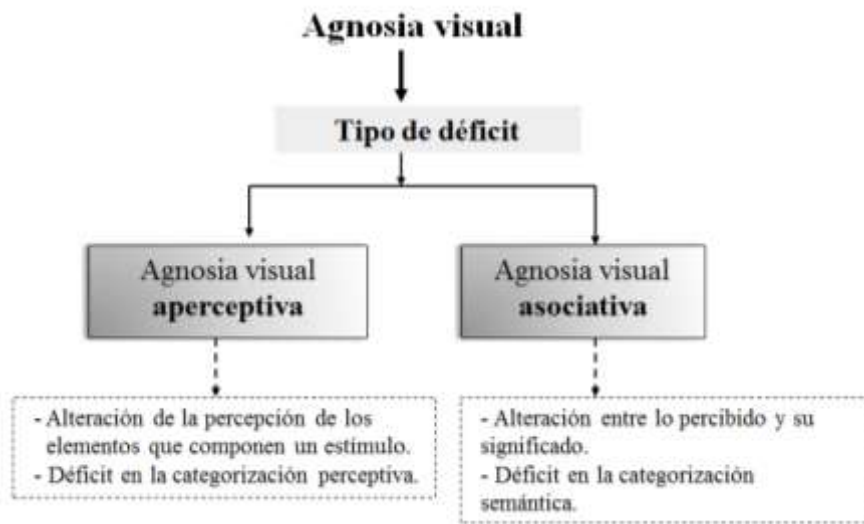 Agnosia visual
Tipo de déficit
Agnosia visual
aperceptiva
Agnosia visual
asociativa
- Alteración de la percepción de los
elementos que componen un estímulo.
- Déficit en la categorización perceptiva.
- Alteración entre lo percibido y su
significado.
- Déficit en la categorización
semántica.